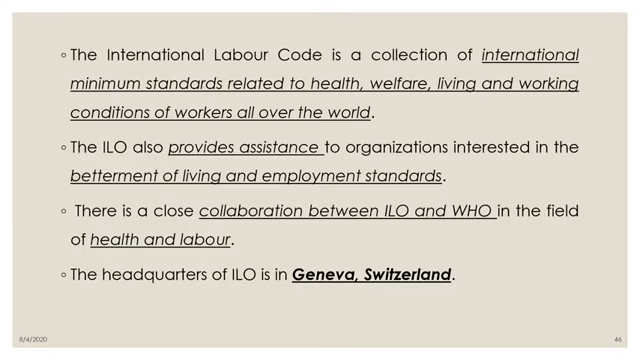 ◦ The International Labour Code is a collection of international
minimum standards related to health, welfare, living and working
conditions of workers all over the world.
◦ The ILO also provides assistance to organizations interested in the
betterment of living and employment standards.
◦ There is a close collaboration between ILO and WHO in the field
of health and labour.
◦ The headquarters of ILO is in Geneva, Switzerland.
8/4/2020 46